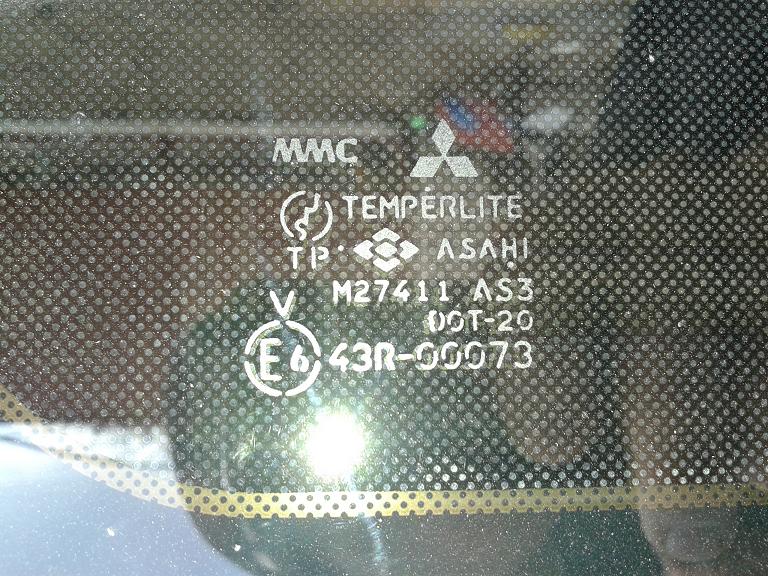 MMC
TEMPERLITE
TP ASAHI
M27411 AS3
DOT-20
V
E6 43R-00073